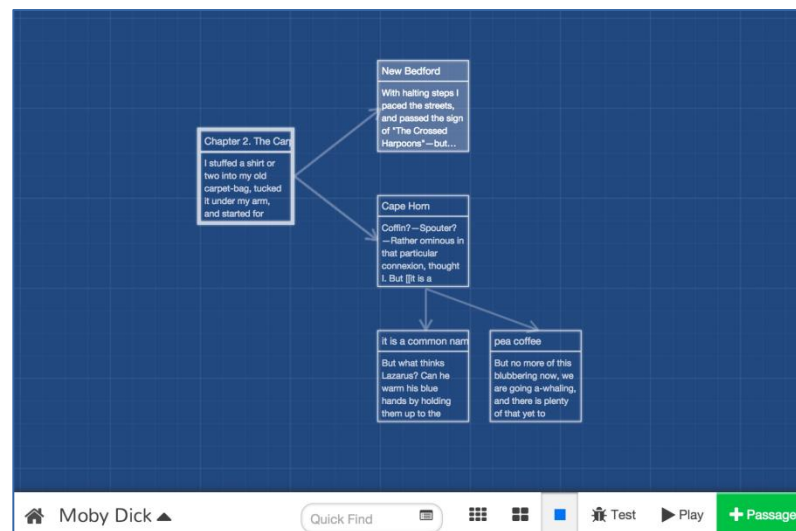 New Bedford
With halting steps I
paced the streets,
and passed the sign
of "The Crossed
Harpoons"—but...
Chapter 2. The Carp
I stuffed a shirt or
two into my old
carpet-bag, tucked
it under my arm,
and started for
Cape Horn
Coffin?—Spouter?
—Rather ominous in
that particular
connexion, thought
I. But [[it is a
it is a common nam
But what thinks
Lazarus? Can he
warm his blue
hands by holding
them up to the
pea coffee
But no more of this
blubbering now, we
are going a-whaling,
and there is plenty
of that yet to
Moby Dick
Quick Find
Test
Play
+ Passage